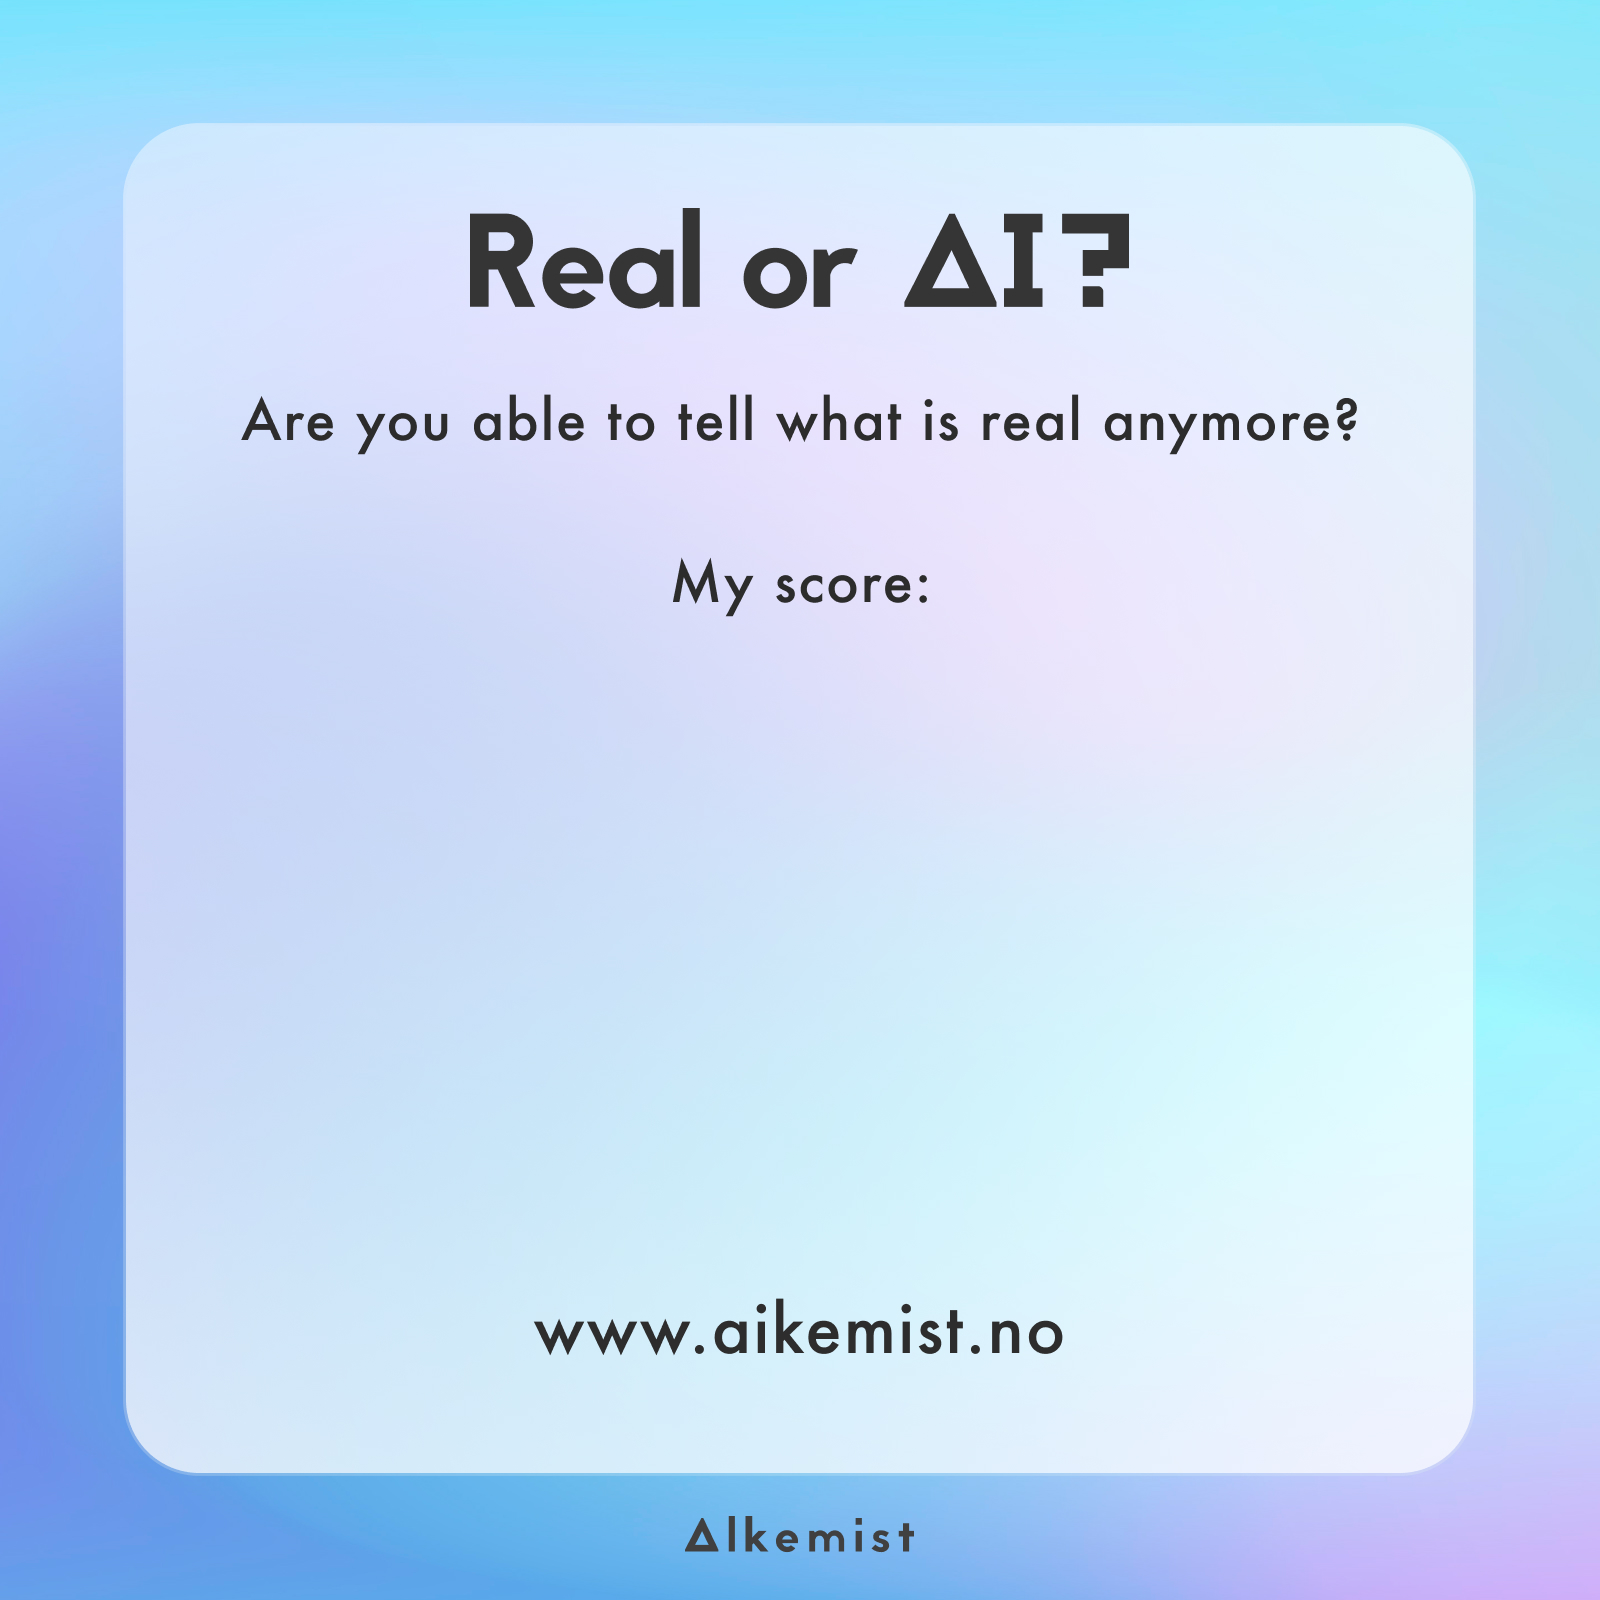 Real or AI?
Are you able to tell what is real anymore?
My score:
www.aikemist.no
AIkemist